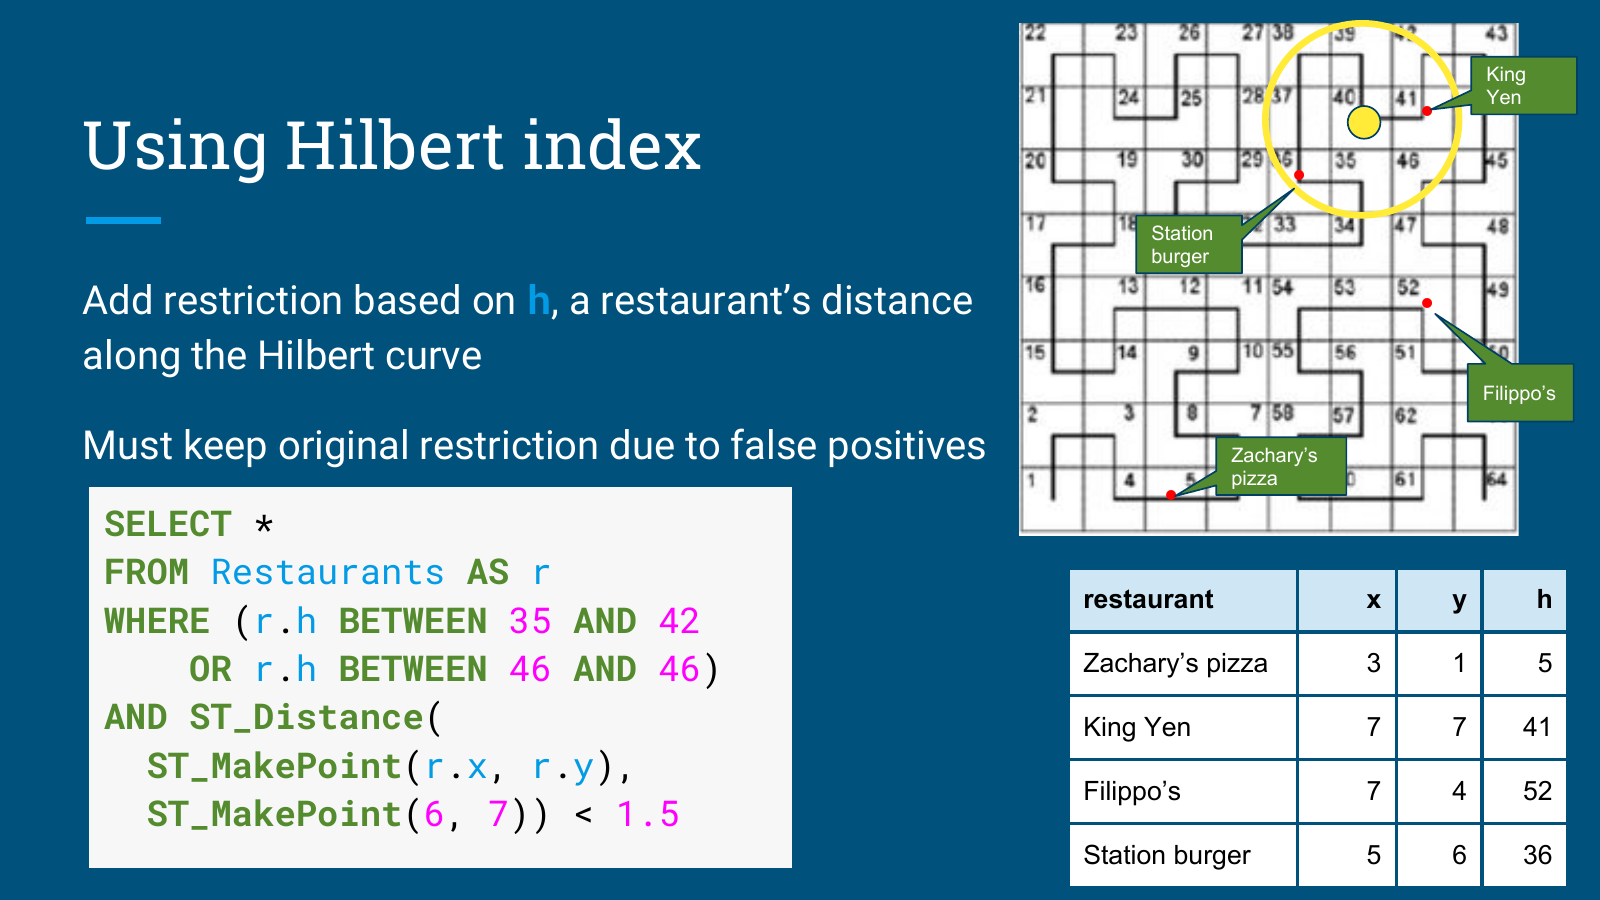 Using Hilbert index
Add restriction based on h, a restaurant’s distance
along the Hilbert curve
Must keep original restriction due to false positives
SELECT *
FROM Restaurants AS r
WHERE (r.h BETWEEN 35 AND 42
OR r.h BETWEEN 46 AND 46)
AND ST_Distance(
ST_MakePoint(r.x, r.y),
ST_MakePoint(6, 7)) < 1.5
22 23 26 27 38 39 43
King
Yen
21 24 25 28 37 40 41
20 19 30 29 35 46 45
17 18 33 34 47 48
Station
burger
16 13 12 11 54 53 52 49
15 14 9 10 55 56 51
Filippo’s
2 3 8 7 58 57 62
Zachary’s
pizza
1 4 5 61 64
restaurant x y h
Zachary’s pizza 3 1 5
King Yen 7 7 41
Filippo’s 7 4 52
Station burger 5 6 36